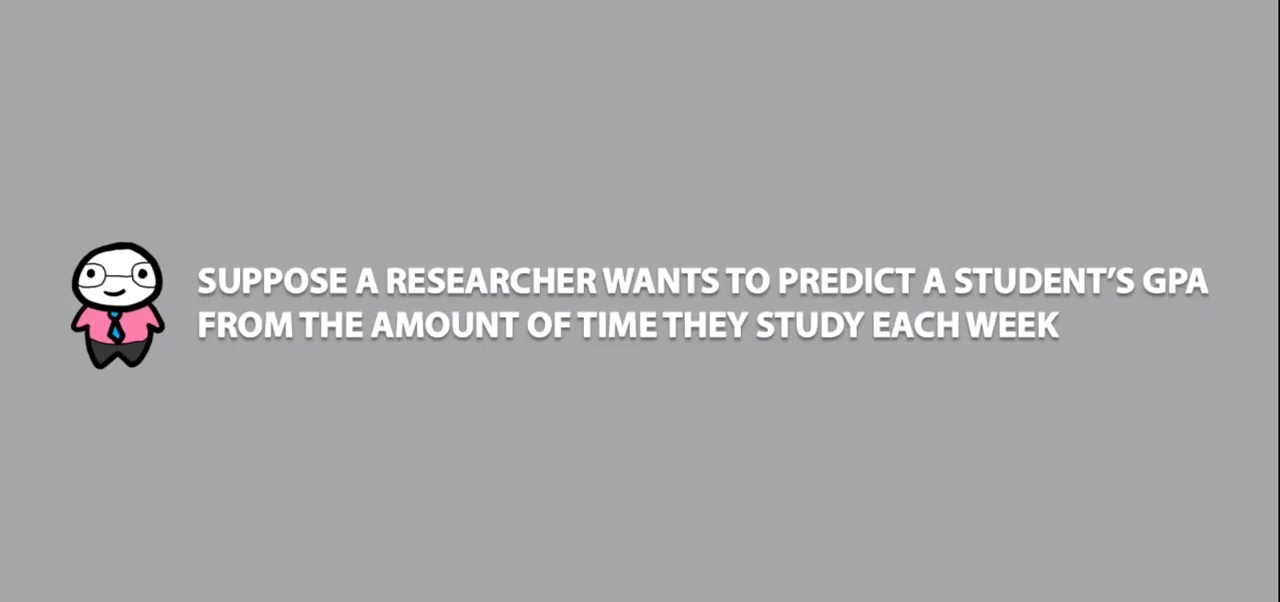 SUPPOSE A RESEARCHER WANTS TO PREDICT A STUDENT’S GPA
FROM THE AMOUNT OF TIME THEY STUDY EACH WEEK